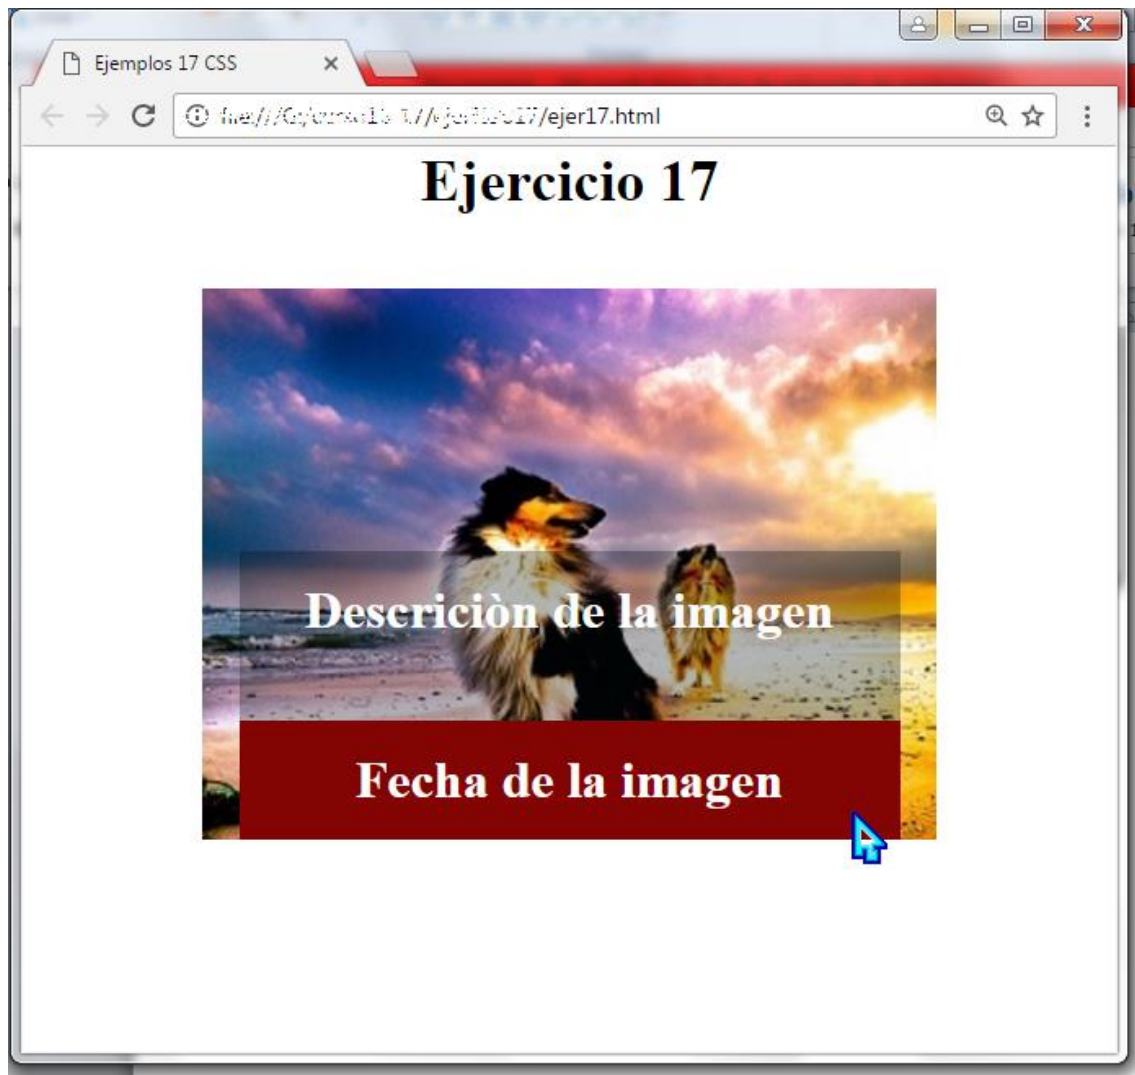 Ejemplos 17 CSS
/ejer17.html
Ejercicio 17
Descriciòn de la imagen
Fecha de la imagen